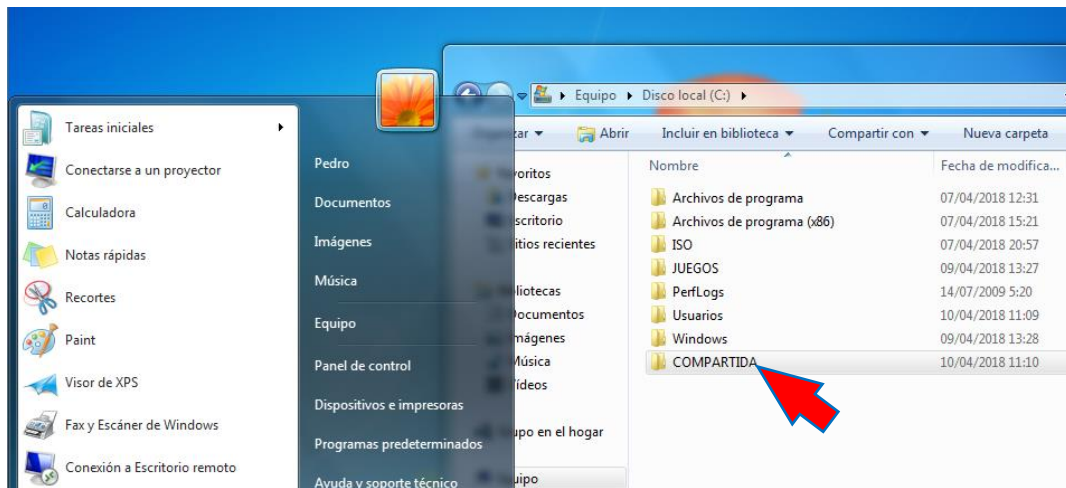 Tareas iniciales
Conectarse a un proyector
Calculadora
Notas rápidas
Recortes
Paint
Visor de XPS
Fax y Escáner de Windows
Conexión a Escritorio remoto
Pedro
Documentos
Imágenes
Música
Equipo
Panel de control
Dispositivos e impresoras
Programas predeterminados
Ayuda y soporte técnico
Equipo Disco local (C:)
Abrir Incluir en biblioteca Compartir con Nueva carpeta
Nombre Fecha de modifica...
Archivos de programa 07/04/2018 12:31
Archivos de programa (x86) 07/04/2018 15:21
ISO 07/04/2018 20:57
JUEGOS 09/04/2018 13:27
PerfLogs 14/07/2009 5:20
Usuarios 10/04/2018 11:09
Windows 09/04/2018 13:28
COMPARTIDA 10/04/2018 11:10
recientes
Música
en el hogar